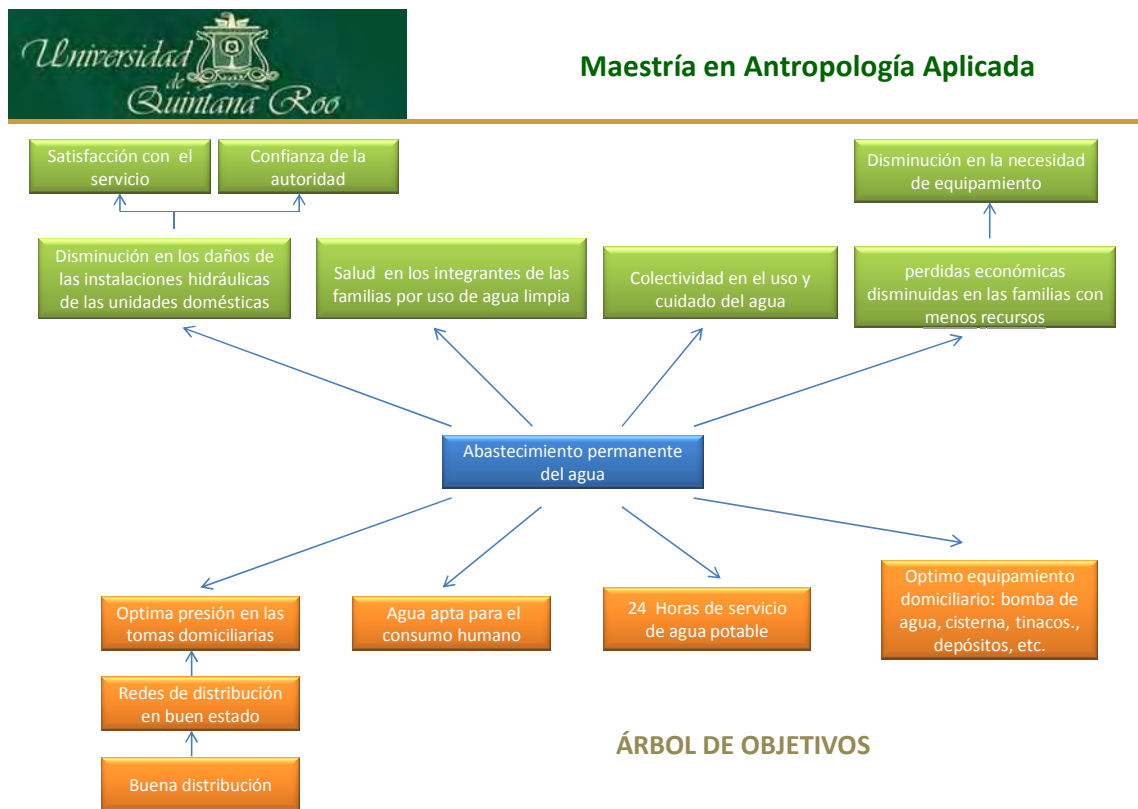 Universidad
de
Quintana Roo
Maestría en Antropología Aplicada
Satisfacción con el
servicio
Confianza de la
autoridad
Disminución en la necesidad
de equipamiento
Disminución en los daños de
las instalaciones hidráulicas
de las unidades domésticas
Salud en los integrantes de las
familias por uso de agua limpia
Colectividad en el uso y
cuidado del agua
perdidas económicas
disminuidas en las familias con
menos recursos
Abastecimiento permanente
del agua
Optima presión en las
tomas domiciliarias
Agua apta para el
consumo humano
24 Horas de servicio
de agua potable
Optimo equipamiento
domiciliario: bomba de
agua, cisterna, tinacos.,
depósitos, etc.
Redes de distribución
en buen estado
Buena distribución
ÁRBOL DE OBJETIVOS